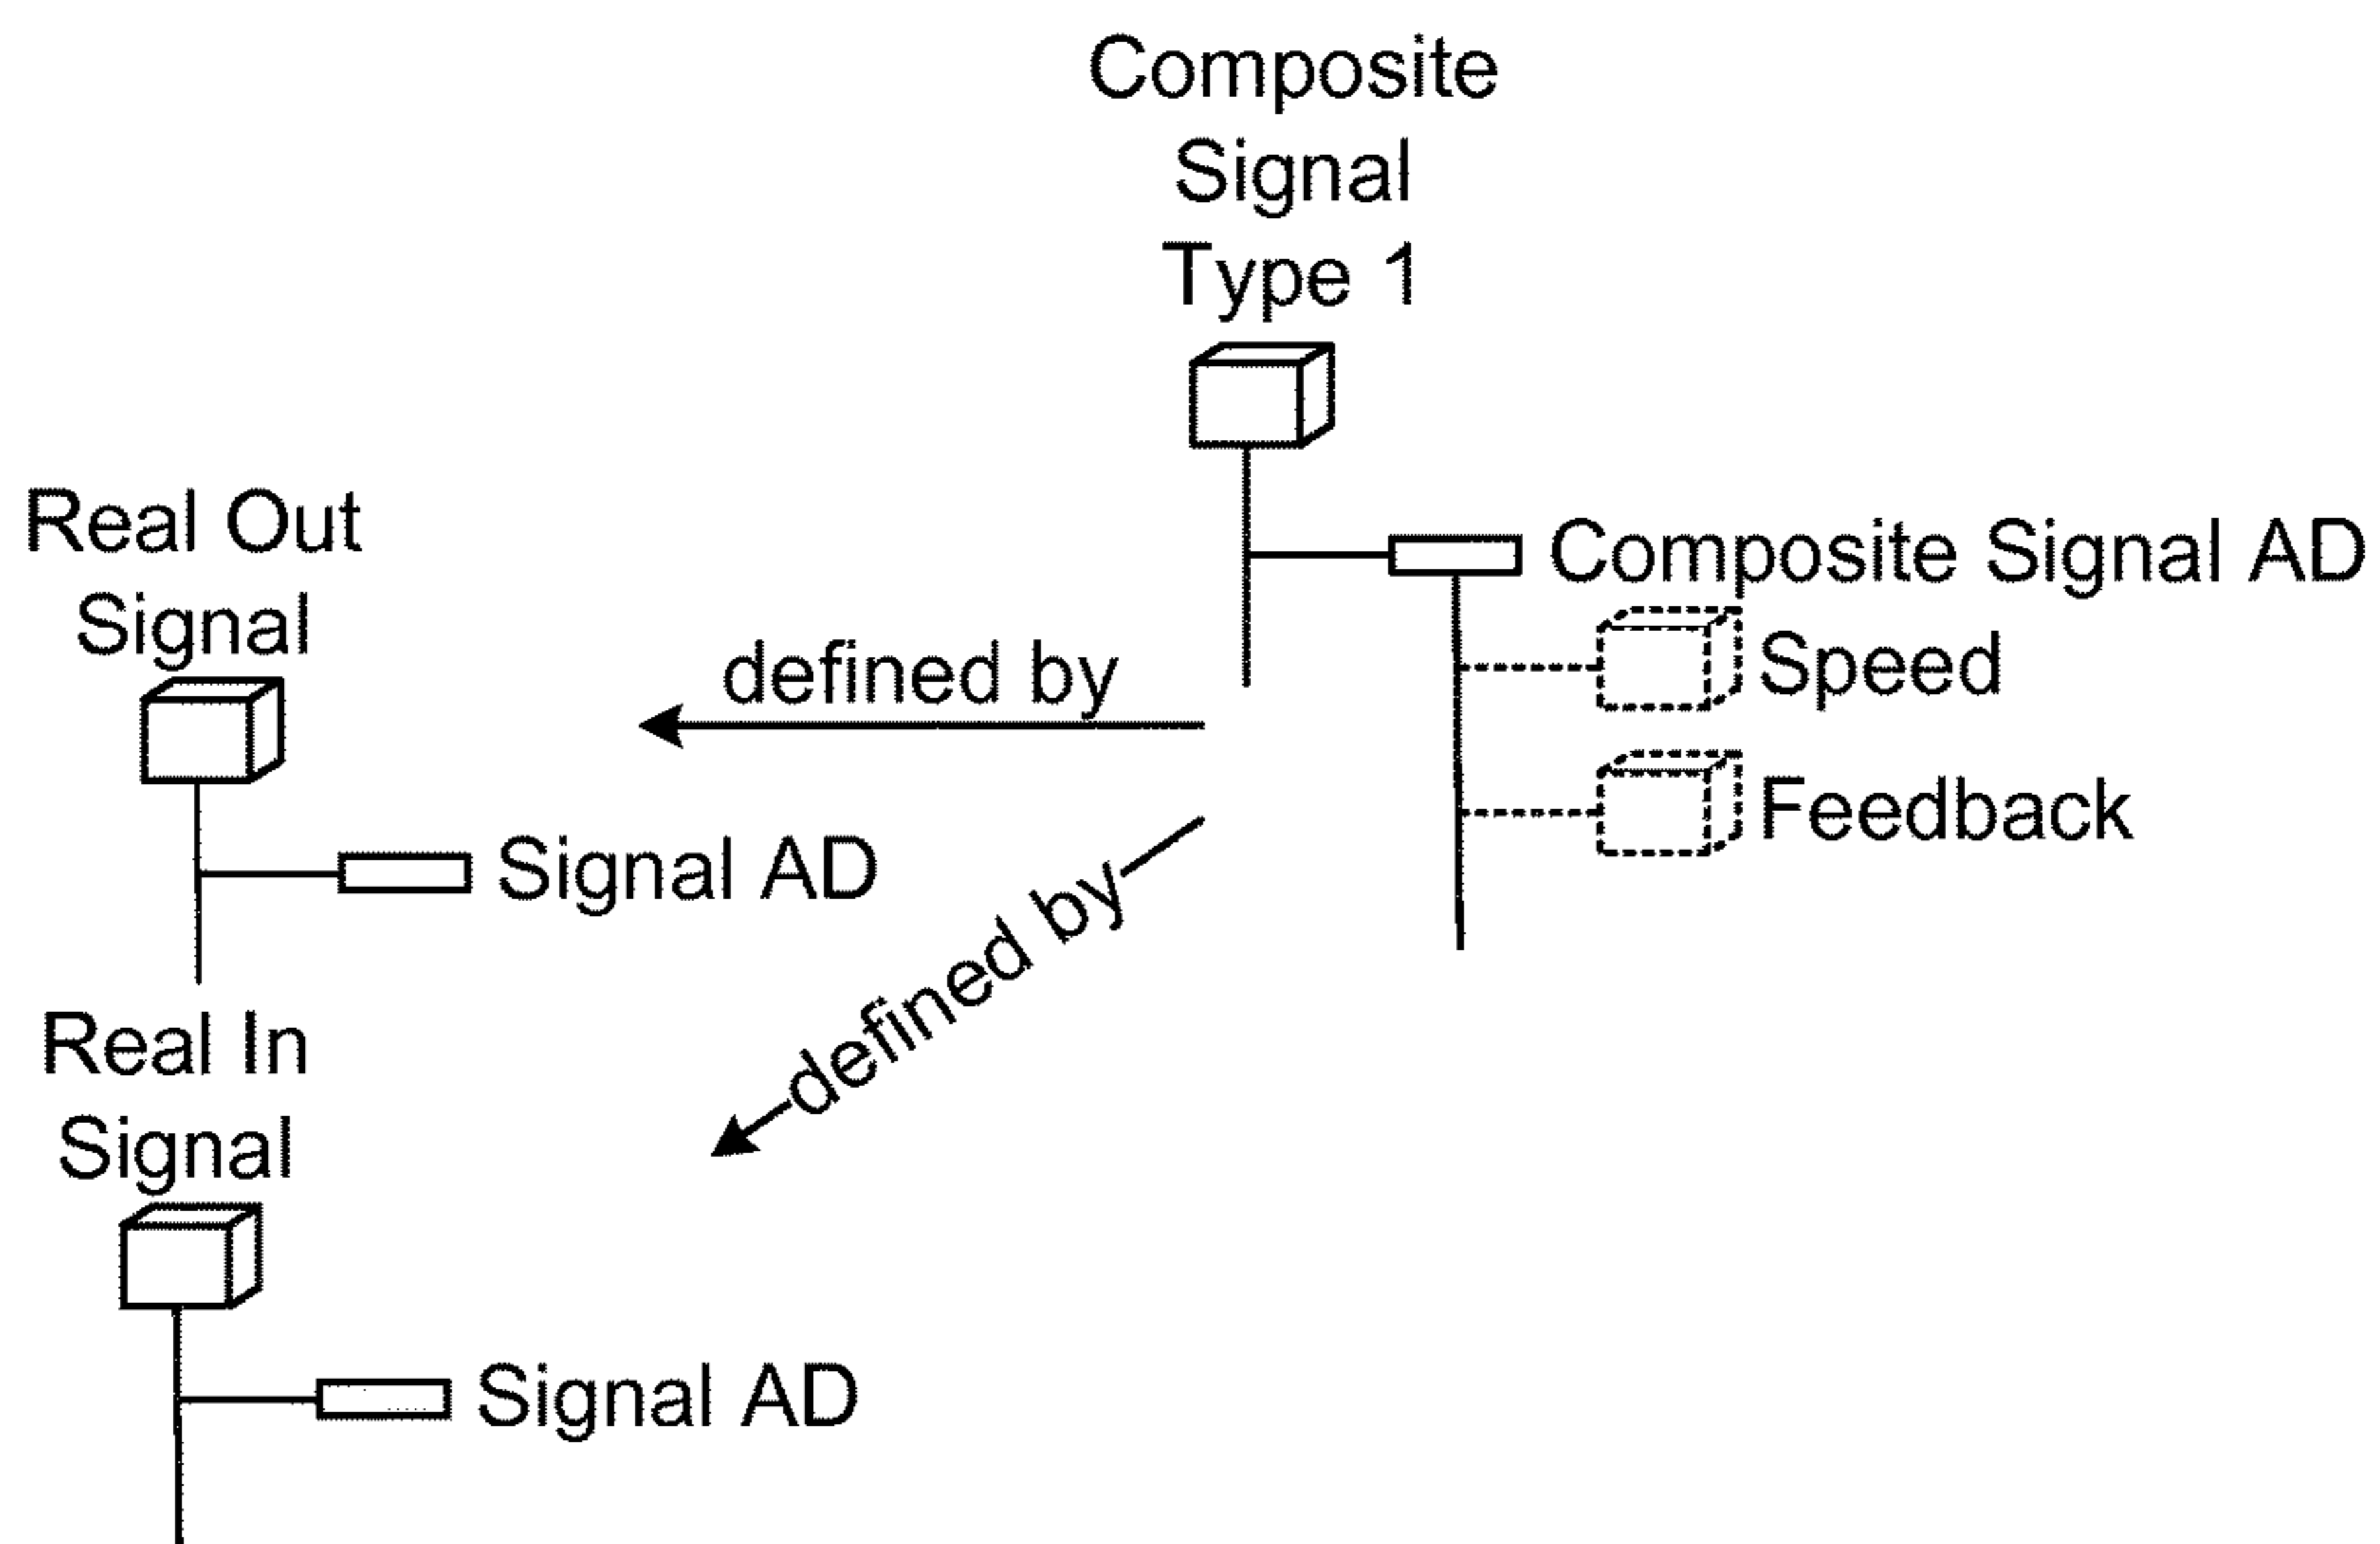 Composite
Signal
Type 1
Composite Signal AD
Speed
Feedback
Real Out
Signal
defined by
Signal AD
defined by
Real In
Signal
Signal AD